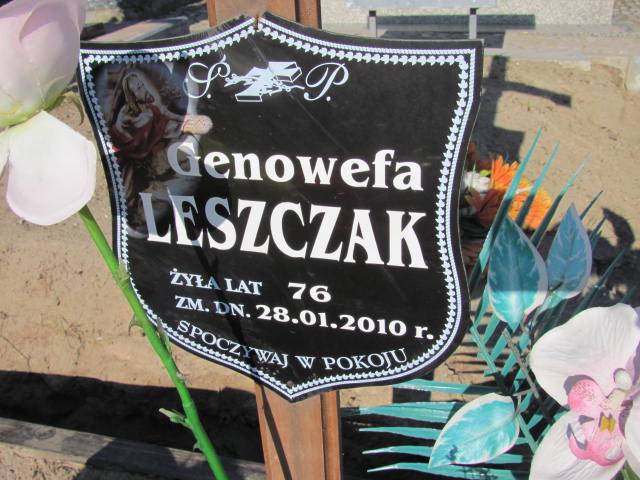 Ś. P.
Genowefa
LESZCZAK
ŻYŁA LAT 76
ZM. DN. 28.01.2010 r.
SPOCZYWAJ W POKOJU